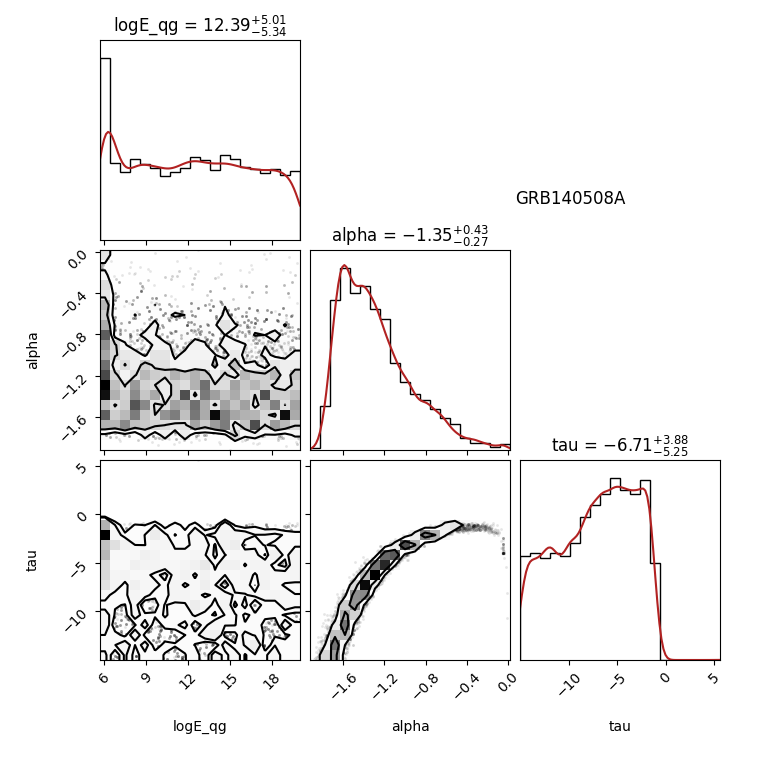 logE_qg = 12.39+5.01−5.34
GRB140508A
alpha = −1.35+0.43−0.27
0.0
−0.4
−0.8
−1.2
−1.6
alpha
tau = −6.71+3.88−5.25
5
0
−5
−10
tau
6 9 12 15 18
−1.6 −1.2 −0.8 −0.4 0.0
−10 −5 0 5
logE_qg alpha tau